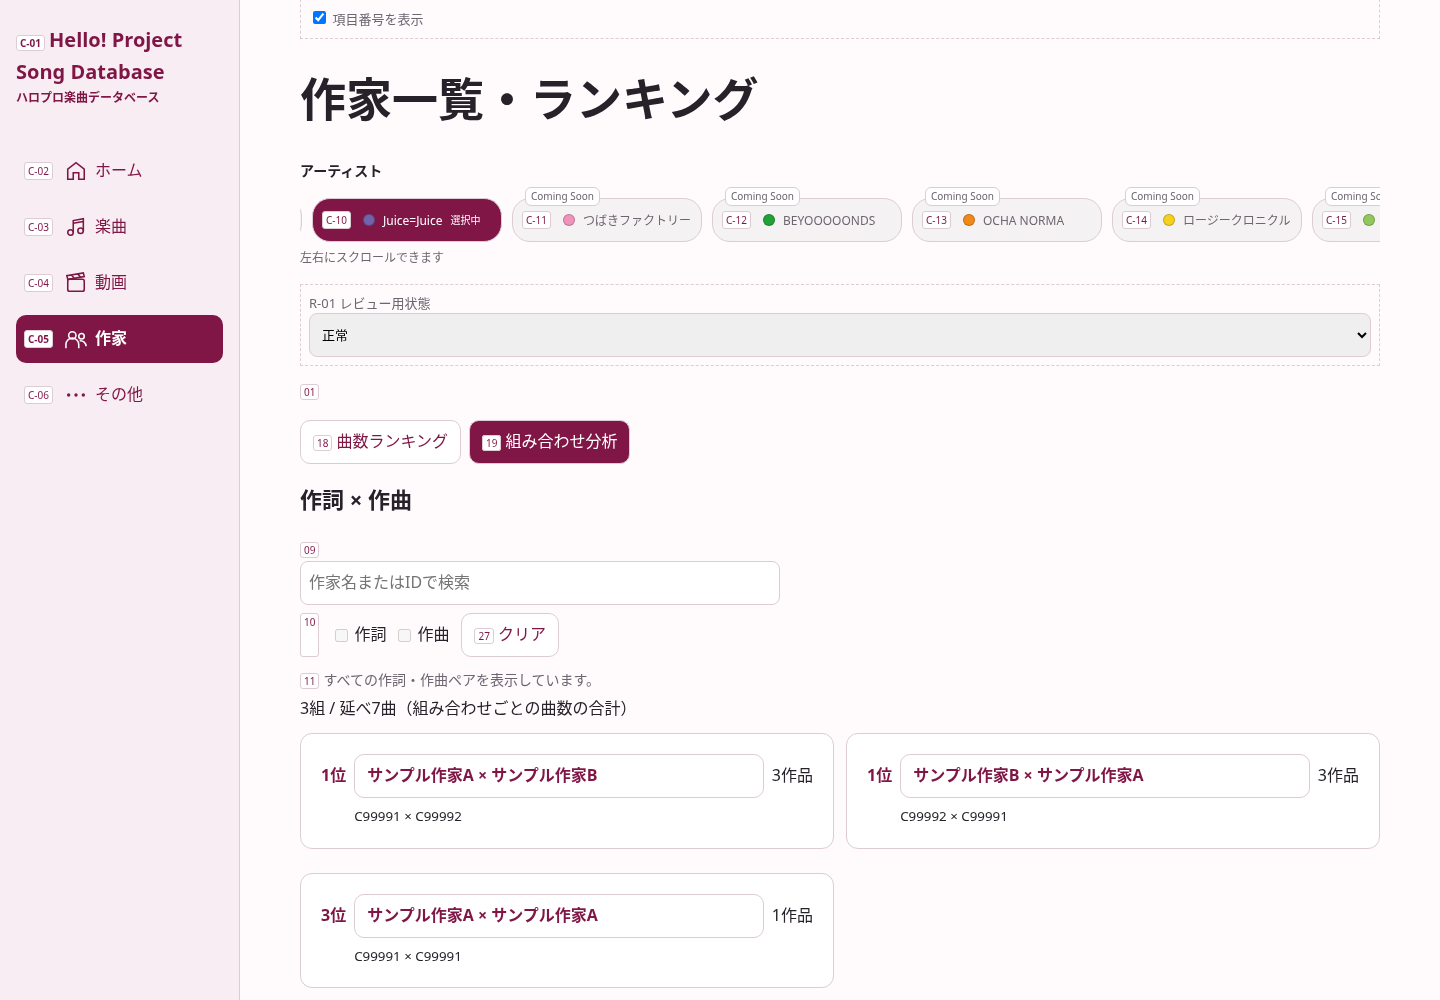 C-01 Hello! Project
Song Database
ハロプロ楽曲データベース
C-02 ホーム
C-03 楽曲
C-04 動画
C-05 作家
C-06 その他
項目番号を表示
作家一覧・ランキング
アーティスト
C-10 Juice=Juice 選択中
Coming Soon
C-11 つばきファクトリー
Coming Soon
C-12 BEYOOOOONDS
Coming Soon
C-13 OCHA NORMA
Coming Soon
C-14 ロージークロニクル
Coming Sc
C-15
左右にスクロールできます
R-01 レビュー用状態
正常
01
18 曲数ランキング
19 組み合わせ分析
作詞 × 作曲
09
作家名またはIDで検索
10 作詞 作曲 27 クリア
11 すべての作詞・作曲ペアを表示しています。
3組 / 延べ7曲（組み合わせごとの曲数の合計）
1位 サンプル作家A × サンプル作家B 3作品
C99991 × C99992
1位 サンプル作家B × サンプル作家A 3作品
C99992 × C99991
3位 サンプル作家A × サンプル作家A 1作品
C99991 × C99991